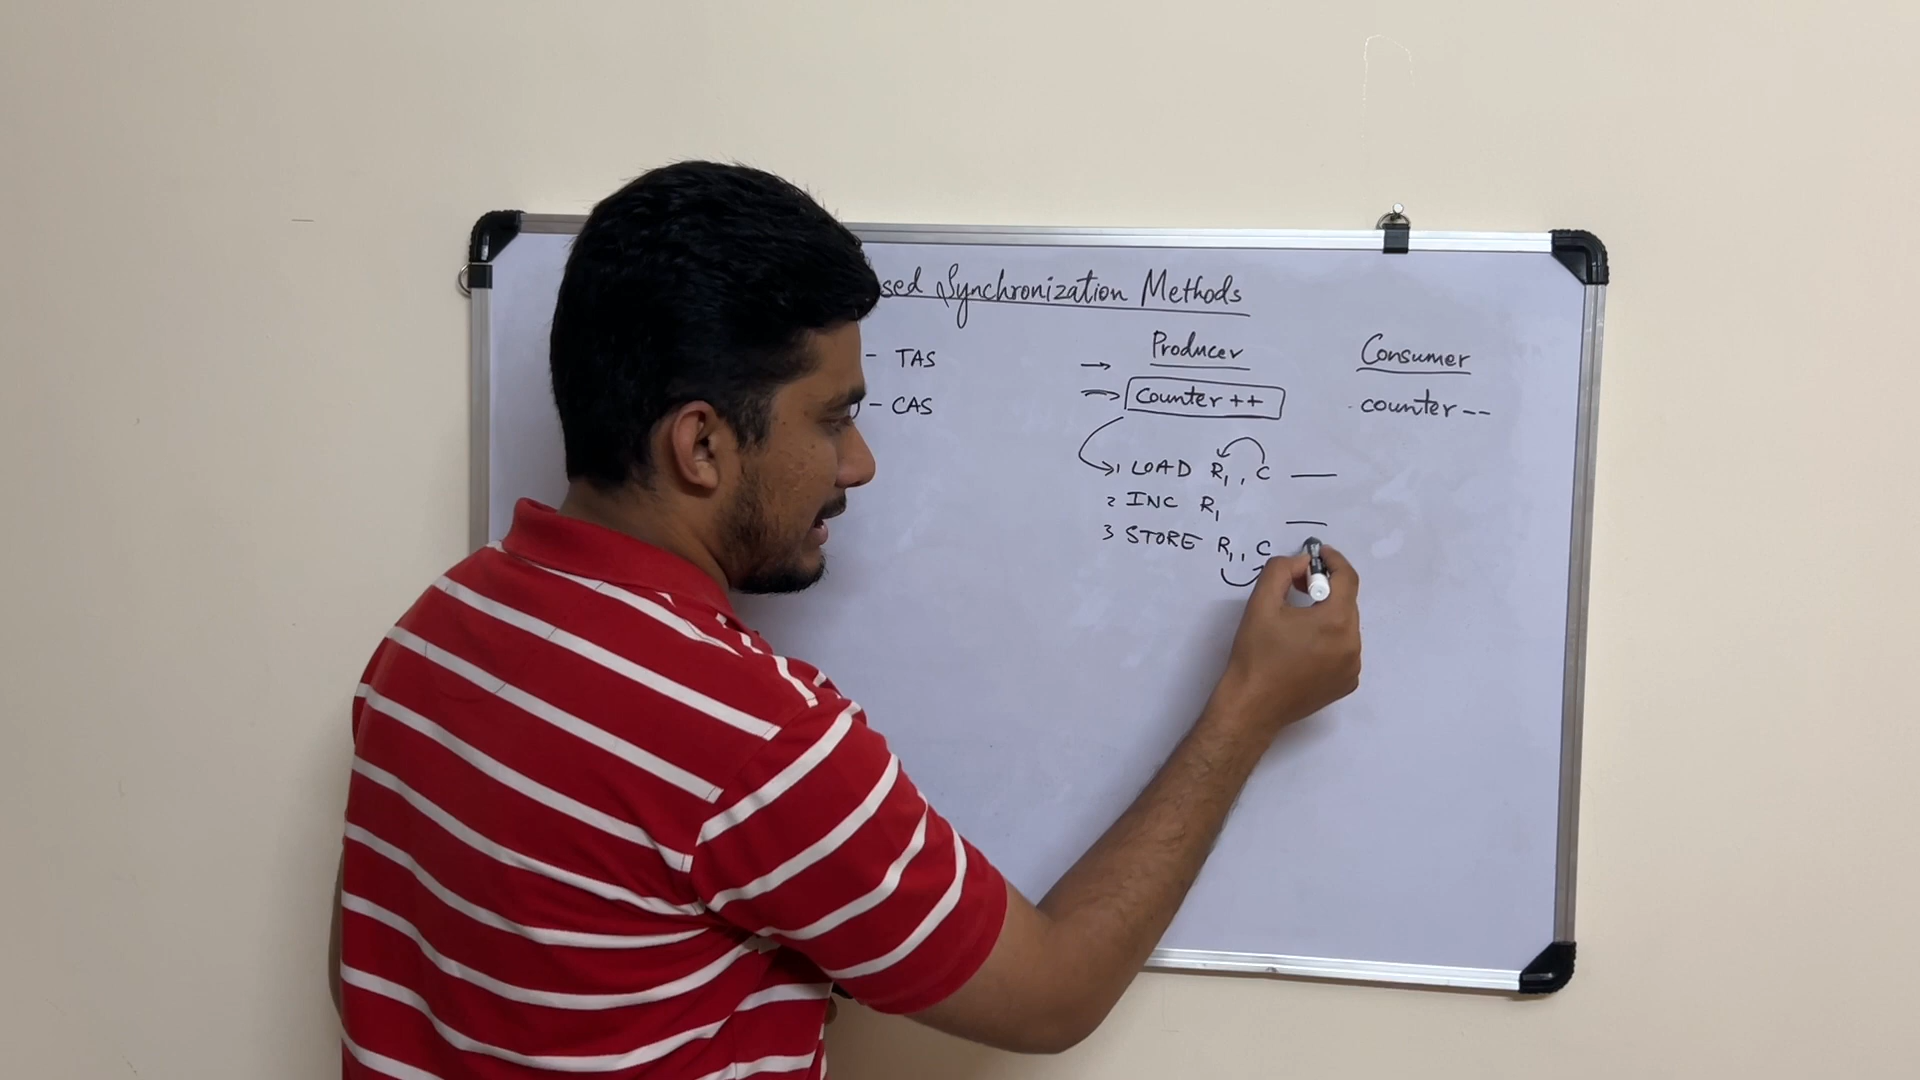 sed Synchronization Methods
- TAS
- CAS
Producer
Counter ++
1 LOAD R1, C
2 INC R1
3 STORE R1, C
Consumer
counter --